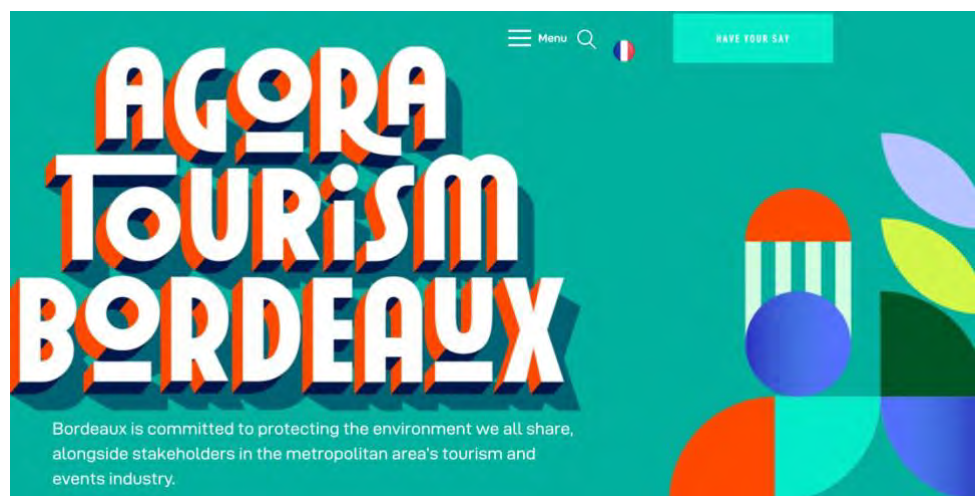 Menu
HAVE YOUR SAY
AGORA
TOURiSM
BORDEAUX
Bordeaux is committed to protecting the environment we all share,
alongside stakeholders in the metropolitan area's tourism and
events industry.